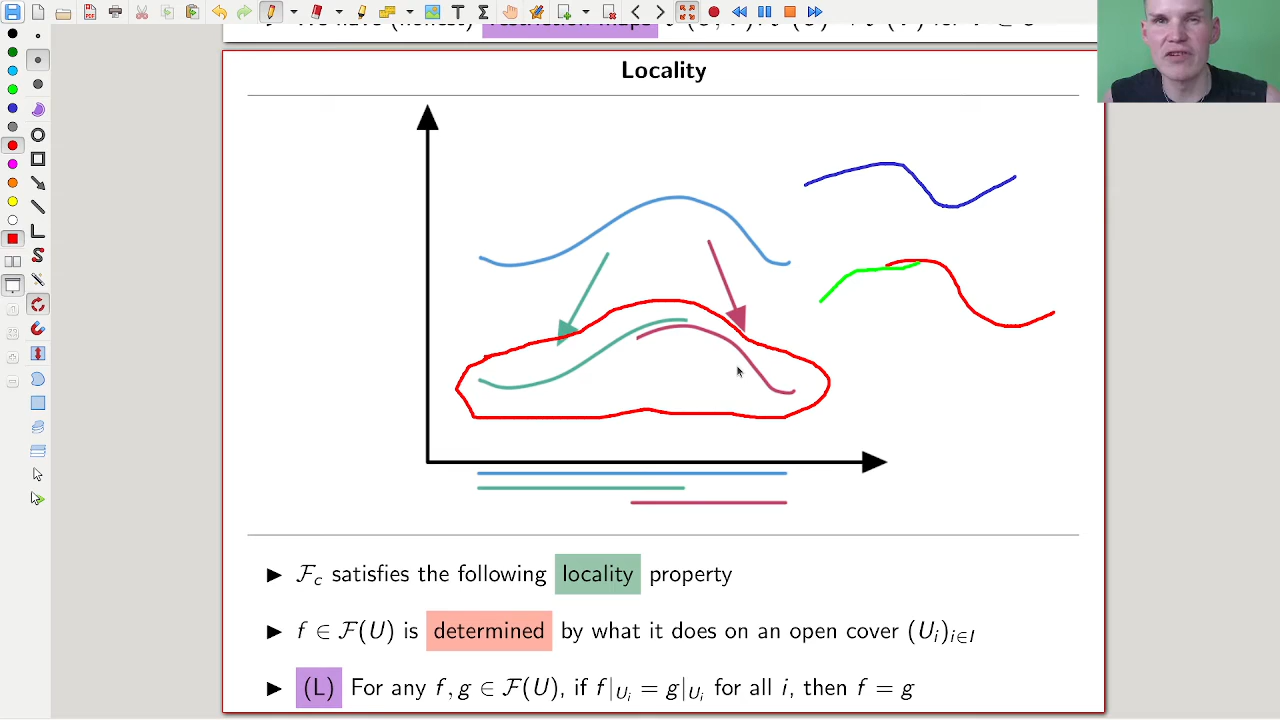 Locality
► 𝓕_c satisfies the following locality property
► f ∈ 𝓕(U) is determined by what it does on an open cover (U_i)_{i∈I}
► (L) For any f, g ∈ 𝓕(U), if f|_{U_i} = g|_{U_i} for all i, then f = g